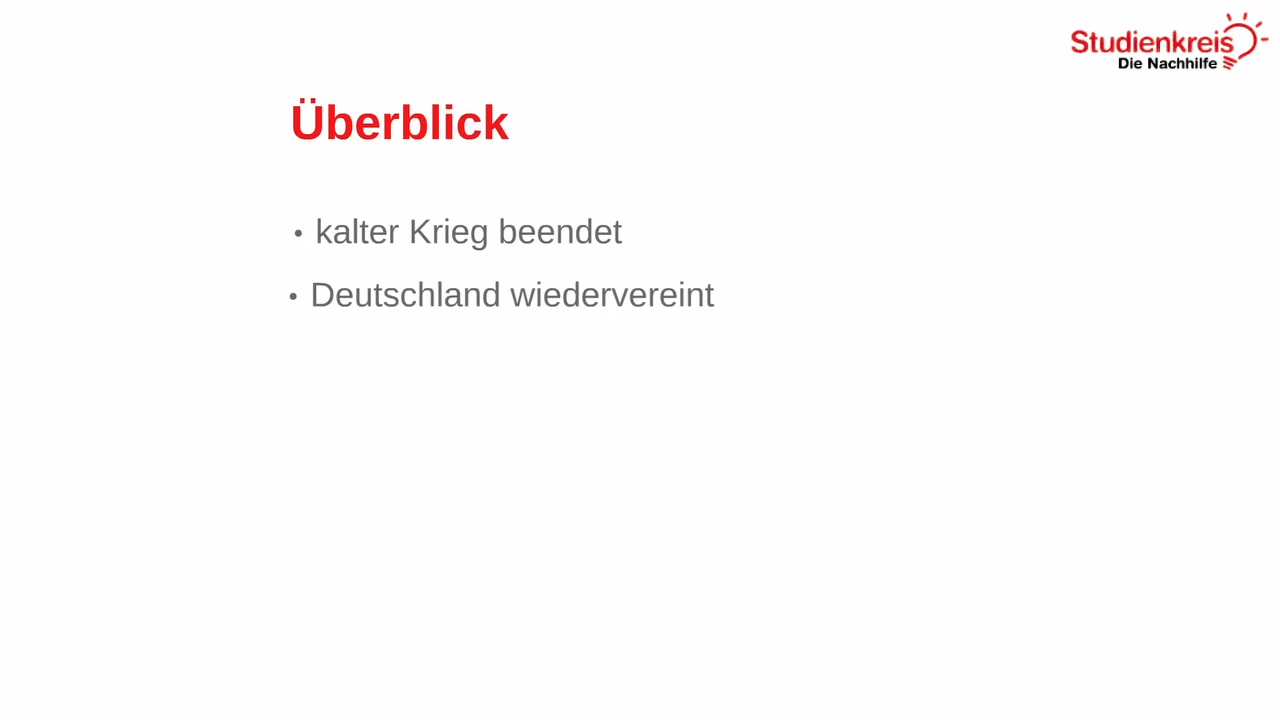 Studienkreis
Die Nachhilfe
Überblick
• kalter Krieg beendet
• Deutschland wiedervereint